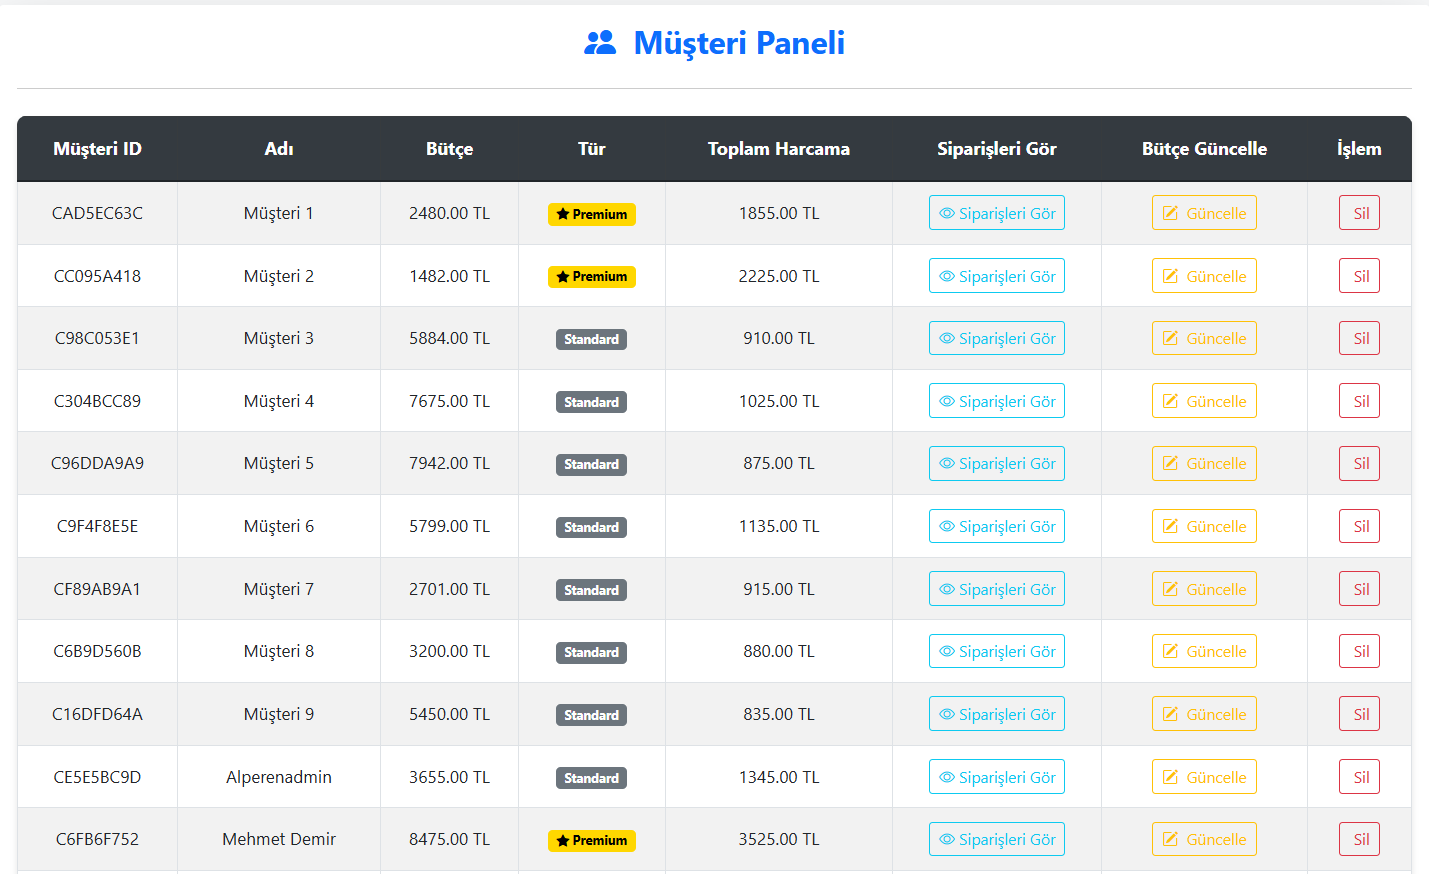 Müşteri Paneli
Müşteri ID Adı Bütçe Tür Toplam Harcama Siparişleri Gör Bütçe Güncelle İşlem
CAD5EC63C Müşteri 1 2480.00 TL Premium 1855.00 TL Siparişleri Gör Güncelle Sil
CC095A418 Müşteri 2 1482.00 TL Premium 2225.00 TL Siparişleri Gör Güncelle Sil
C98C053E1 Müşteri 3 5884.00 TL Standard 910.00 TL Siparişleri Gör Güncelle Sil
C304BCC89 Müşteri 4 7675.00 TL Standard 1025.00 TL Siparişleri Gör Güncelle Sil
C96DDA9A9 Müşteri 5 7942.00 TL Standard 875.00 TL Siparişleri Gör Güncelle Sil
C9F4F8E5E Müşteri 6 5799.00 TL Standard 1135.00 TL Siparişleri Gör Güncelle Sil
CF89AB9A1 Müşteri 7 2701.00 TL Standard 915.00 TL Siparişleri Gör Güncelle Sil
C6B9D560B Müşteri 8 3200.00 TL Standard 880.00 TL Siparişleri Gör Güncelle Sil
C16DFD64A Müşteri 9 5450.00 TL Standard 835.00 TL Siparişleri Gör Güncelle Sil
CE5E5BC9D Alperenadmin 3655.00 TL Standard 1345.00 TL Siparişleri Gör Güncelle Sil
C6FB6F752 Mehmet Demir 8475.00 TL Premium 3525.00 TL Siparişleri Gör Güncelle Sil